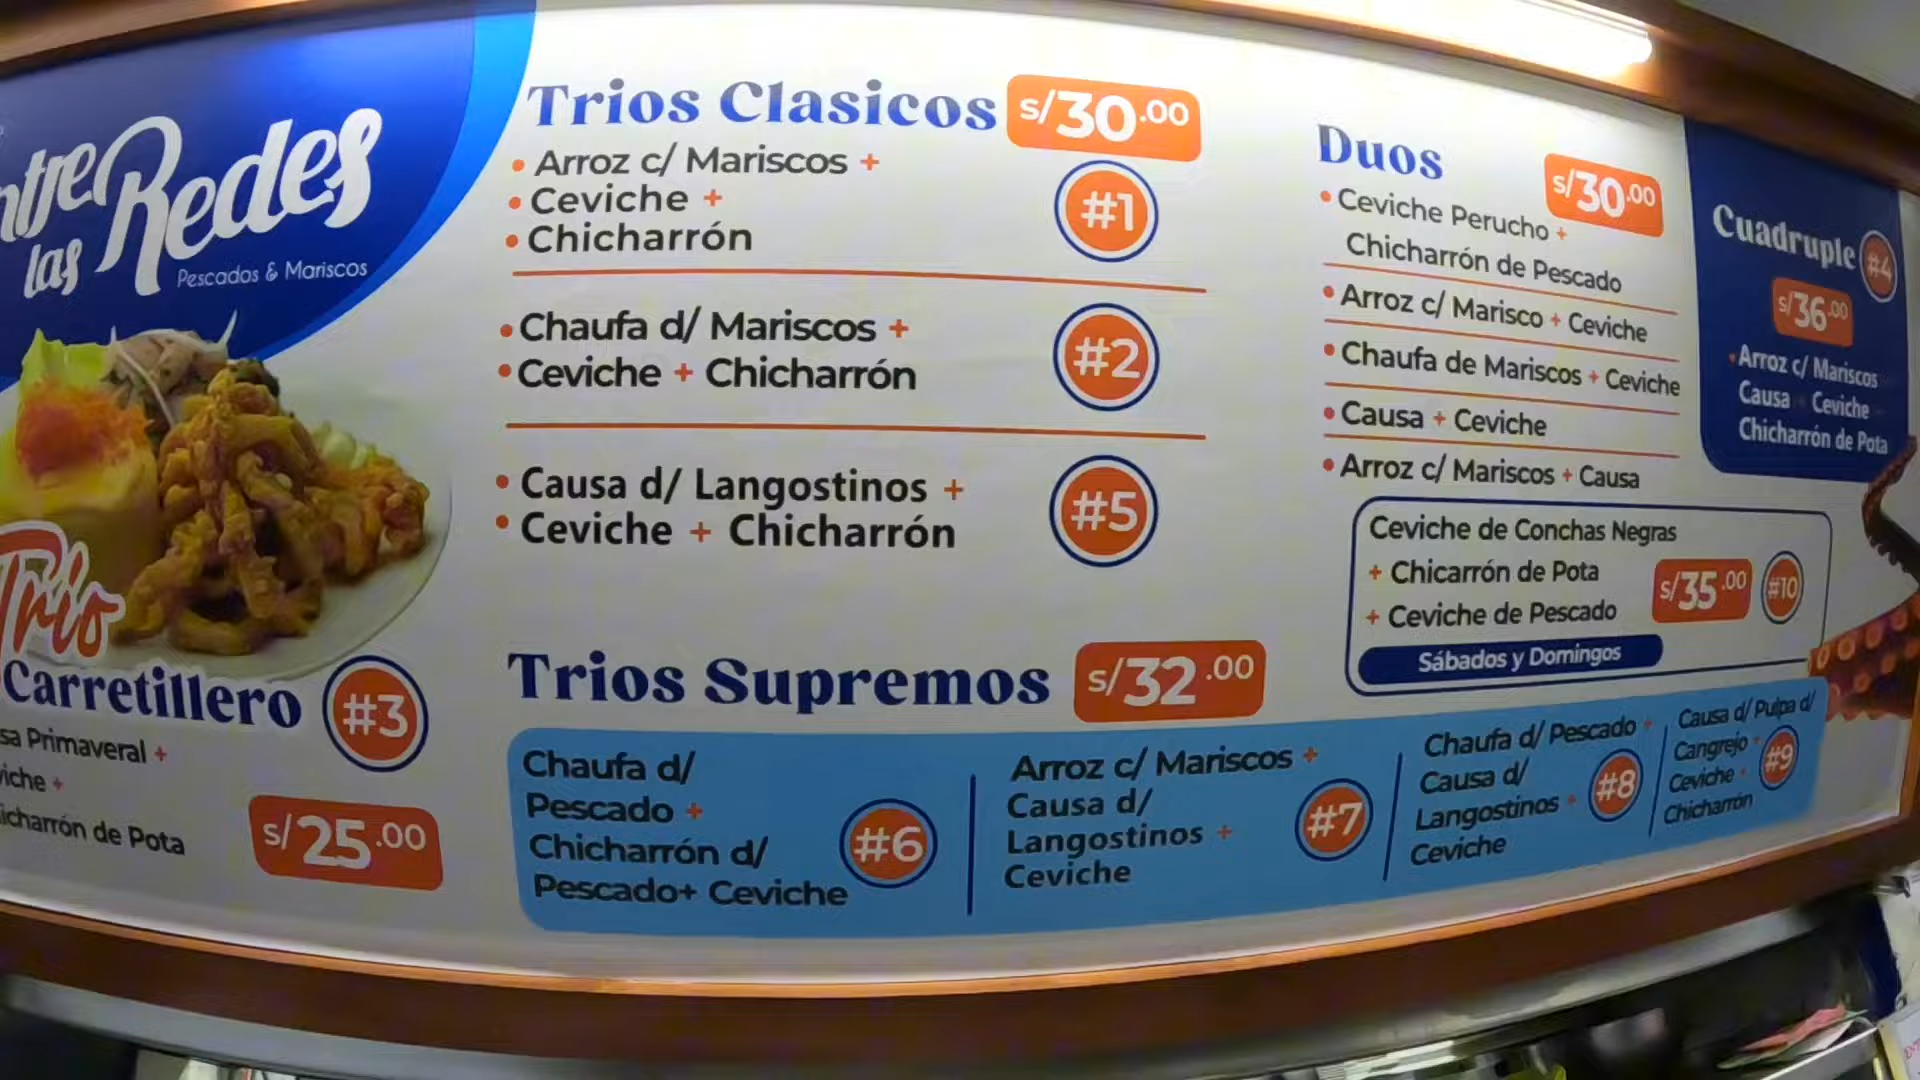 ntre
las Redes
Pescados & Mariscos
Trio
Carretillero
#3
sa Primaveral +
viche +
icharrón de Pota
s/25.00
Trios Clasicos s/30.00
• Arroz c/ Mariscos +
• Ceviche +
• Chicharrón
#1
• Chaufa d/ Mariscos +
• Ceviche + Chicharrón
#2
• Causa d/ Langostinos +
• Ceviche + Chicharrón
#5
Trios Supremos s/32.00
Chaufa d/
Pescado +
Chicharrón d/
Pescado+ Ceviche
#6
Arroz c/ Mariscos +
Causa d/
Langostinos +
Ceviche
#7
Chaufa d/ Pescado +
Causa d/
Langostinos +
Ceviche
#8
Causa d/ Pulpa d/
Cangrejo +
Ceviche +
Chicharrón
#9
Duos
s/30.00
• Ceviche Perucho +
Chicharrón de Pescado
• Arroz c/ Marisco + Ceviche
• Chaufa de Mariscos + Ceviche
• Causa + Ceviche
• Arroz c/ Mariscos + Causa
Ceviche de Conchas Negras
+ Chicarrón de Pota
+ Ceviche de Pescado
s/35.00
#10
Sábados y Domingos
Cuadruple #4
s/36.00
• Arroz c/ Mariscos
Causa + Ceviche +
Chicharrón de Pota